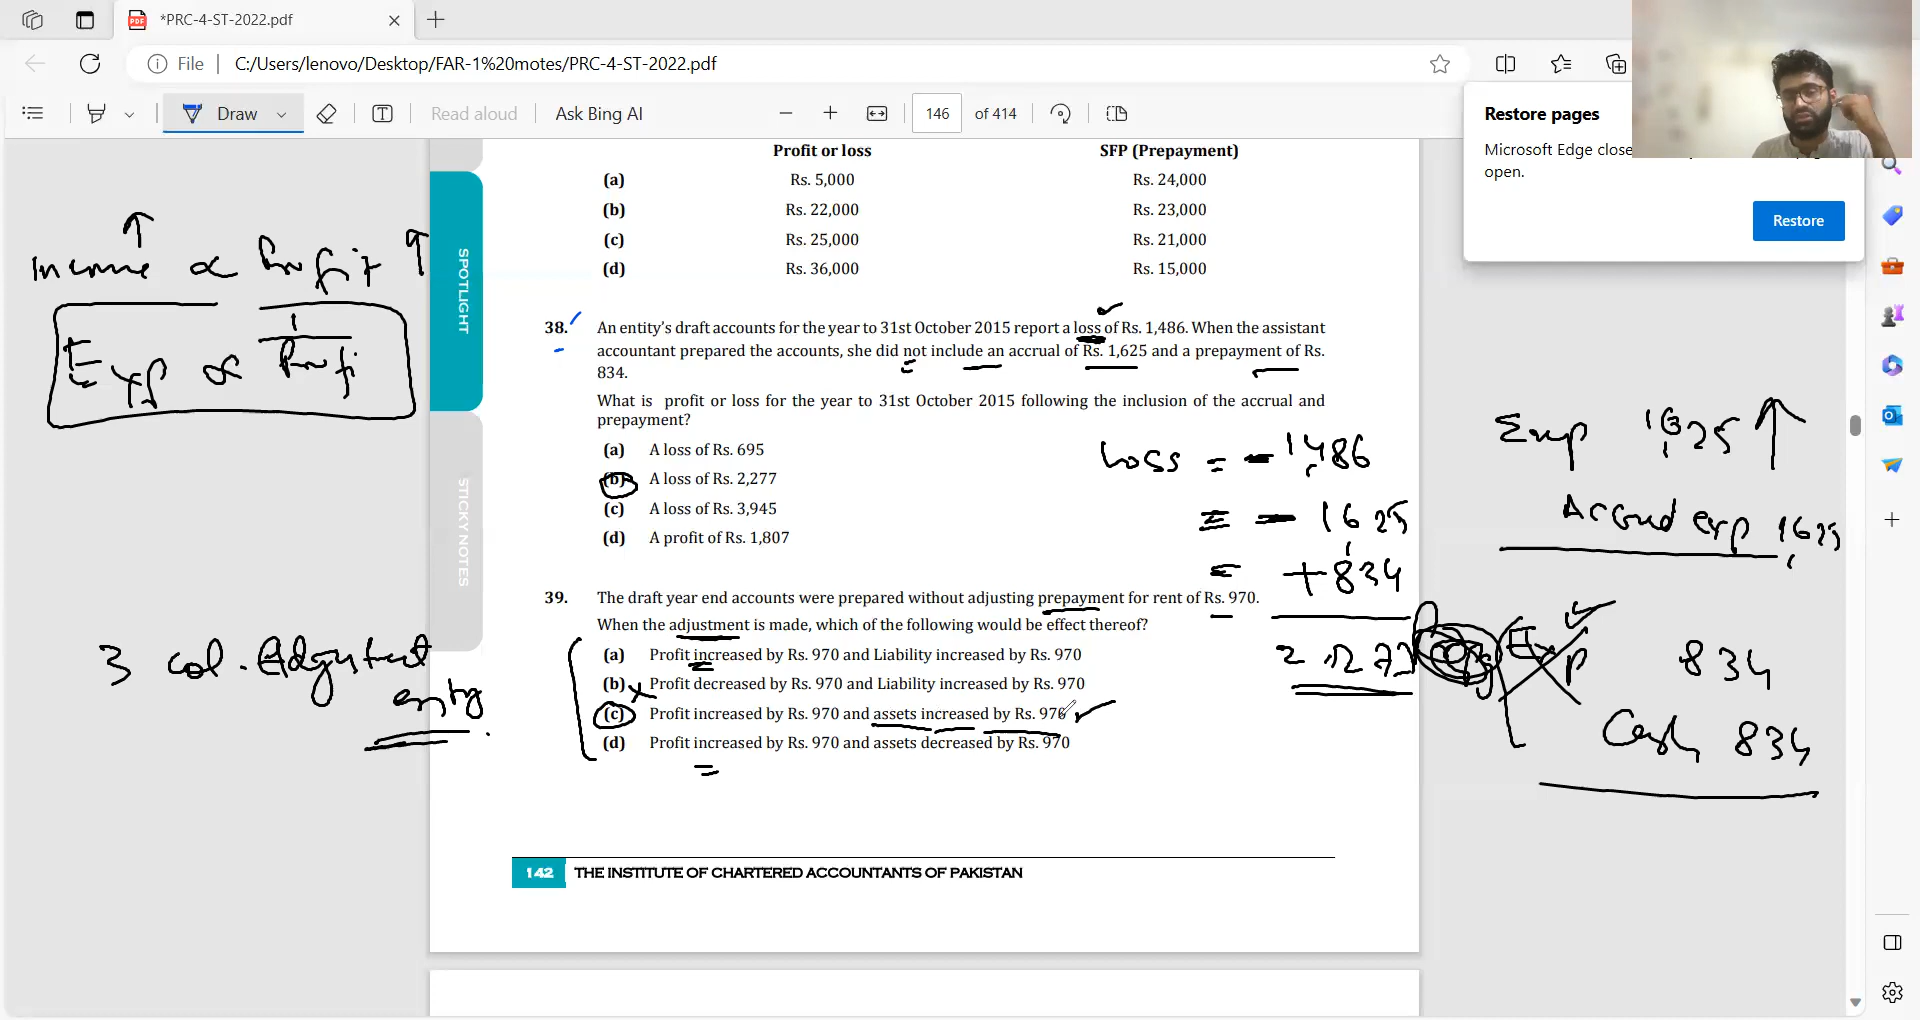 *PRC-4-ST-2022.pdf
File
C:/Users/lenovo/Desktop/FAR-1%20motes/PRC-4-ST-2022.pdf
Draw
Read aloud
Ask Bing AI
146 of 414
Restore pages
Microsoft Edge close
open.
Restore
SPOTLIGHT
STICKY NOTES
Profit or loss SFP (Prepayment)
(a) Rs. 5,000 Rs. 24,000
(b) Rs. 22,000 Rs. 23,000
(c) Rs. 25,000 Rs. 21,000
(d) Rs. 36,000 Rs. 15,000
38. An entity's draft accounts for the year to 31st October 2015 report a loss of Rs. 1,486. When the assistant
accountant prepared the accounts, she did not include an accrual of Rs. 1,625 and a prepayment of Rs.
834.
What is profit or loss for the year to 31st October 2015 following the inclusion of the accrual and
prepayment?
(a) A loss of Rs. 695
(b) A loss of Rs. 2,277
(c) A loss of Rs. 3,945
(d) A profit of Rs. 1,807
39. The draft year end accounts were prepared without adjusting prepayment for rent of Rs. 970.
When the adjustment is made, which of the following would be effect thereof?
(a) Profit increased by Rs. 970 and Liability increased by Rs. 970
(b) Profit decreased by Rs. 970 and Liability increased by Rs. 970
(c) Profit increased by Rs. 970 and assets increased by Rs. 970
(d) Profit increased by Rs. 970 and assets decreased by Rs. 970
142 THE INSTITUTE OF CHARTERED ACCOUNTANTS OF PAKISTAN
Income ∝ Profit
Exp ∝ 1
3 col. Adjustment
entry
Loss = -1,486
= - 1,625
= +834
Exp 1,625
exp 1,625
Exp 834
Cash 834